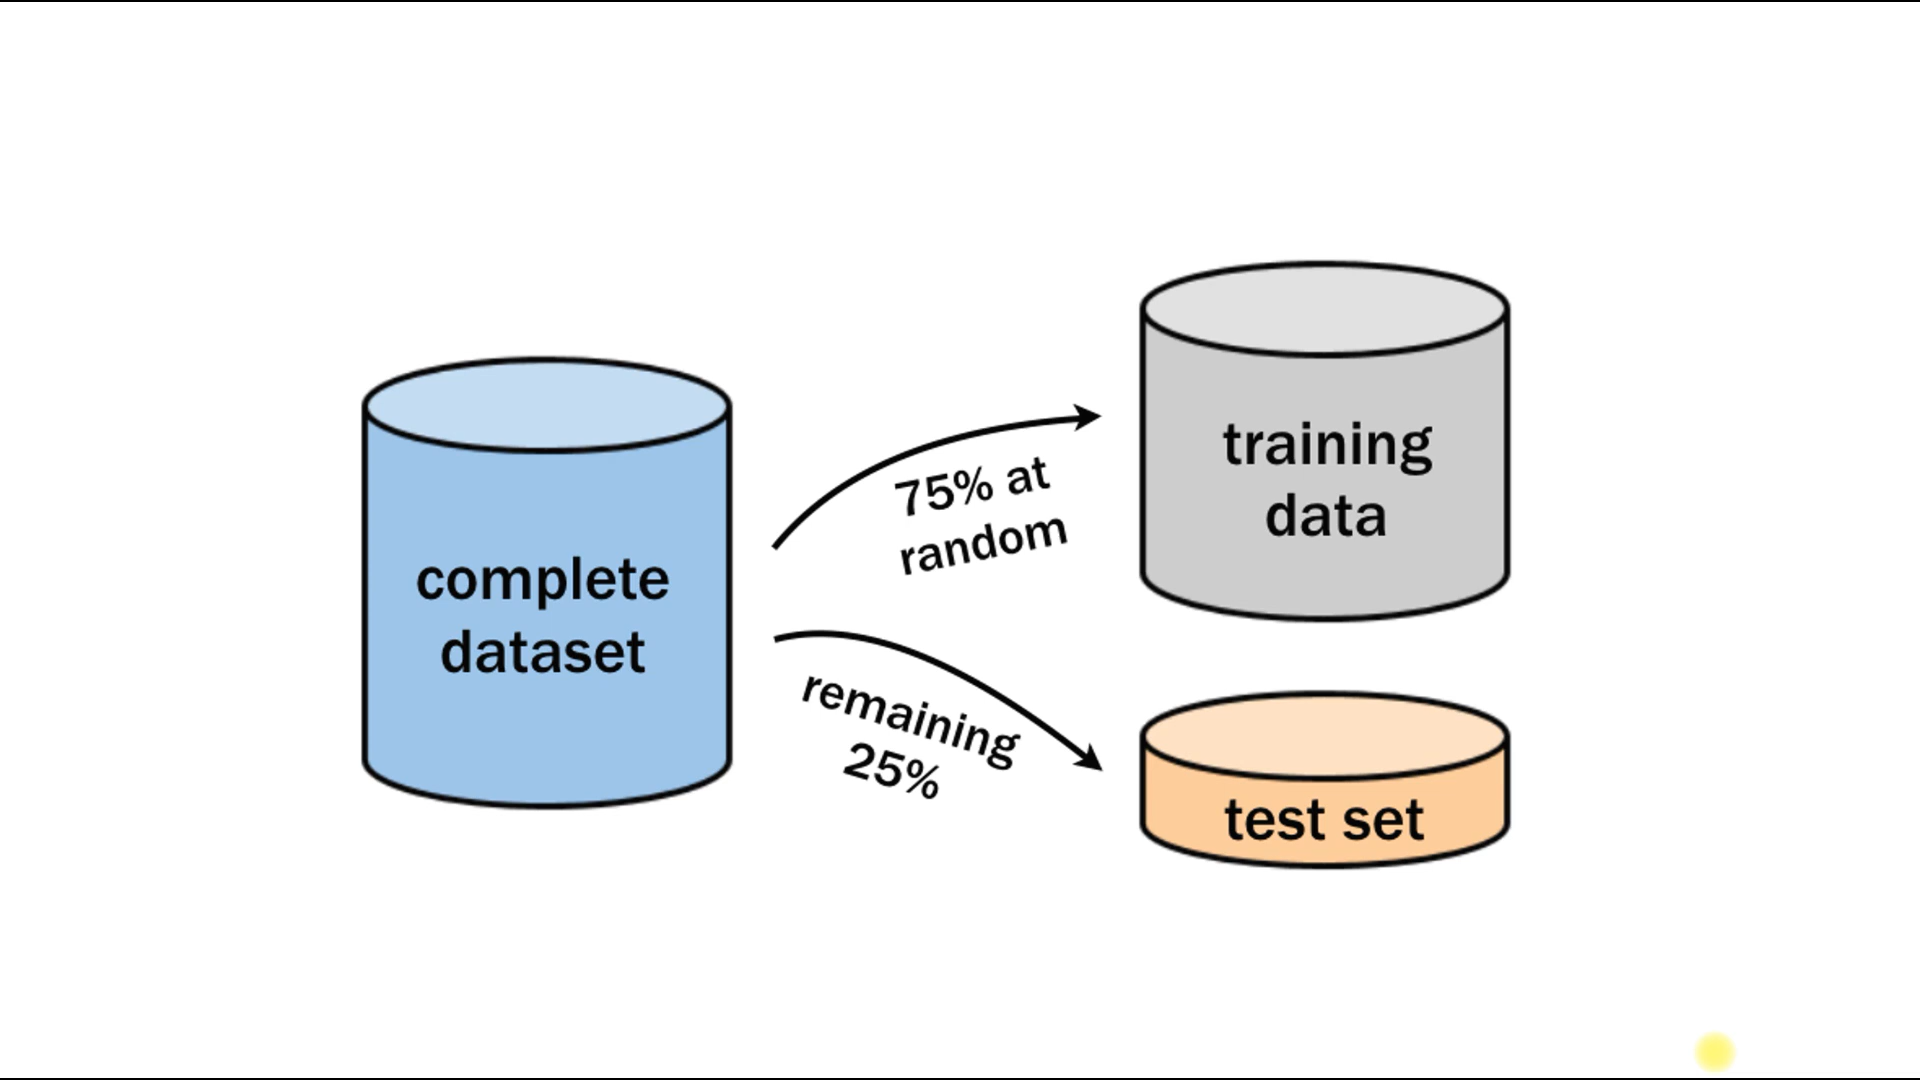 complete
dataset
75% at
random
remaining
25%
training
data
test set